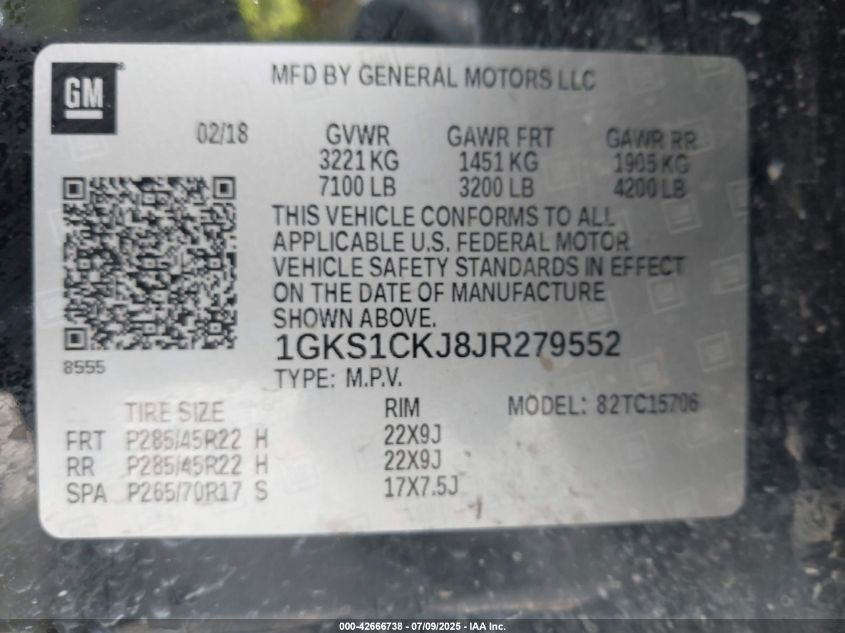 GM
MFD BY GENERAL MOTORS LLC
02/18 GVWR GAWR FRT GAWR RR
3221 KG 1451 KG 1905 KG
7100 LB 3200 LB 4200 LB
THIS VEHICLE CONFORMS TO ALL
APPLICABLE U.S. FEDERAL MOTOR
VEHICLE SAFETY STANDARDS IN EFFECT
ON THE DATE OF MANUFACTURE
SHOWN ABOVE.
8555
1GKS1CKJ8JR279552
TYPE: M.P.V.
TIRE SIZE RIM MODEL: 82TC15706
FRT P285/45R22 H 22X9J
RR P285/45R22 H 22X9J
SPA P265/70R17 S 17X7.5J
000-42666738 / 07/09/2025 - IAA Inc.